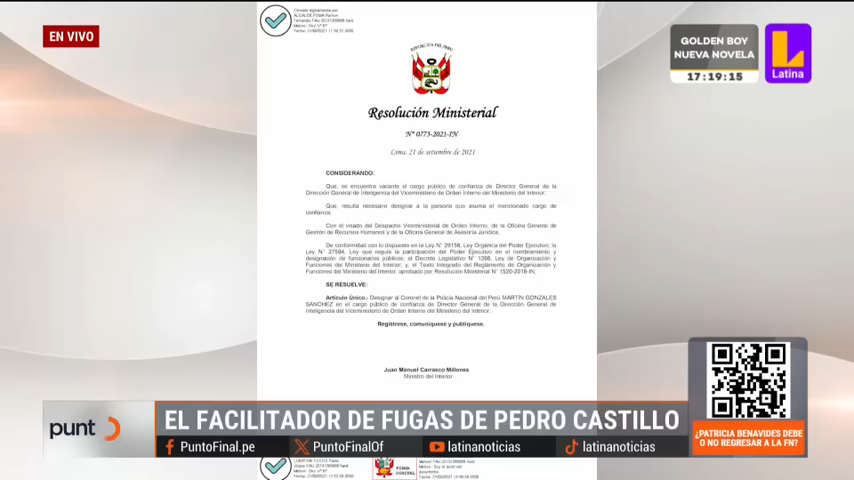 Firmado digitalmente por
EN VIVO
GOLDEN BOY
NUEVA NOVELA
17:19:15
Latina
REPÚBLICA DEL PERÚ
Resolución Ministerial
N° 0773-2021-IN
Lima, 21 de setiembre de 2021
CONSIDERANDO:
Que, se encuentra vacante el cargo público de confianza de Director General de la
Dirección General de Inteligencia del Viceministerio de Orden Interno del Ministerio del Interior;
Que, resulta necesario designar a la persona que asuma el mencionado cargo de
confianza;
Con el visado del Despacho Viceministerial de Orden Interno, de la Oficina General de
Gestión de Recursos Humanos y de la Oficina General de Asesoría Jurídica;
De conformidad con lo dispuesto en la Ley N° 29158, Ley Orgánica del Poder Ejecutivo; la
Ley N° 27594, Ley que regula la participación del Poder Ejecutivo en el nombramiento y
designación de funcionarios públicos; el Decreto Legislativo N° 1266, Ley de Organización y
Funciones del Ministerio del Interior; y, el Texto Integrado del Reglamento de Organización y
Funciones del Ministerio del Interior, aprobado por Resolución Ministerial N° 1520-2019-IN;
SE RESUELVE:
Artículo Único.- Designar al Coronel de la Policía Nacional del Perú MARTÍN GONZALES
SÁNCHEZ en el cargo público de confianza de Director General de la Dirección General de
Inteligencia del Viceministerio de Orden Interno del Ministerio del Interior.
Regístrese, comuníquese y publíquese.
Juan Manuel Carrasco Millones
Ministro del Interior
punt
EL FACILITADOR DE FUGAS DE PEDRO CASTILLO
PuntoFinal.pe
PuntoFinalOf
latinanoticias
latinanoticias
¿PATRICIA BENAVIDES DEBE
O NO REGRESAR A LA FN?
FIRMA
DIGITAL